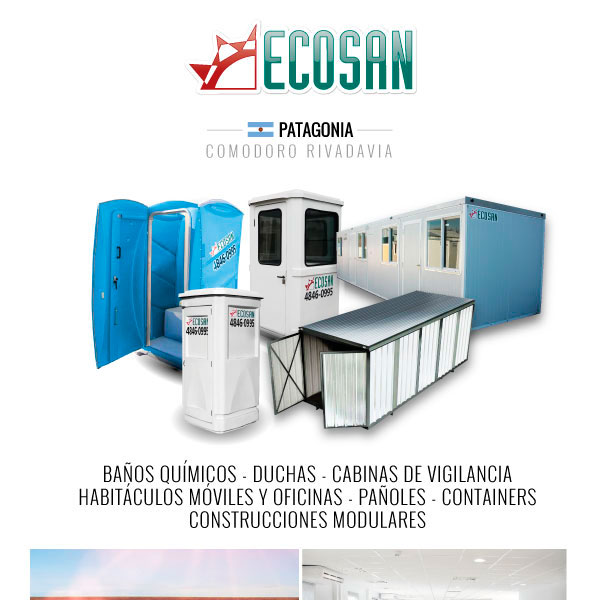 ECOSAN
PATAGONIA
COMODORO RIVADAVIA
ECOSAN
4846-0995
ECOSAN
4846-0995
ECOSAN
ECOSAN
4846-0995
BAÑOS QUÍMICOS - DUCHAS - CABINAS DE VIGILANCIA
HABITÁCULOS MÓVILES Y OFICINAS - PAÑOLES - CONTAINERS
CONSTRUCCIONES MODULARES